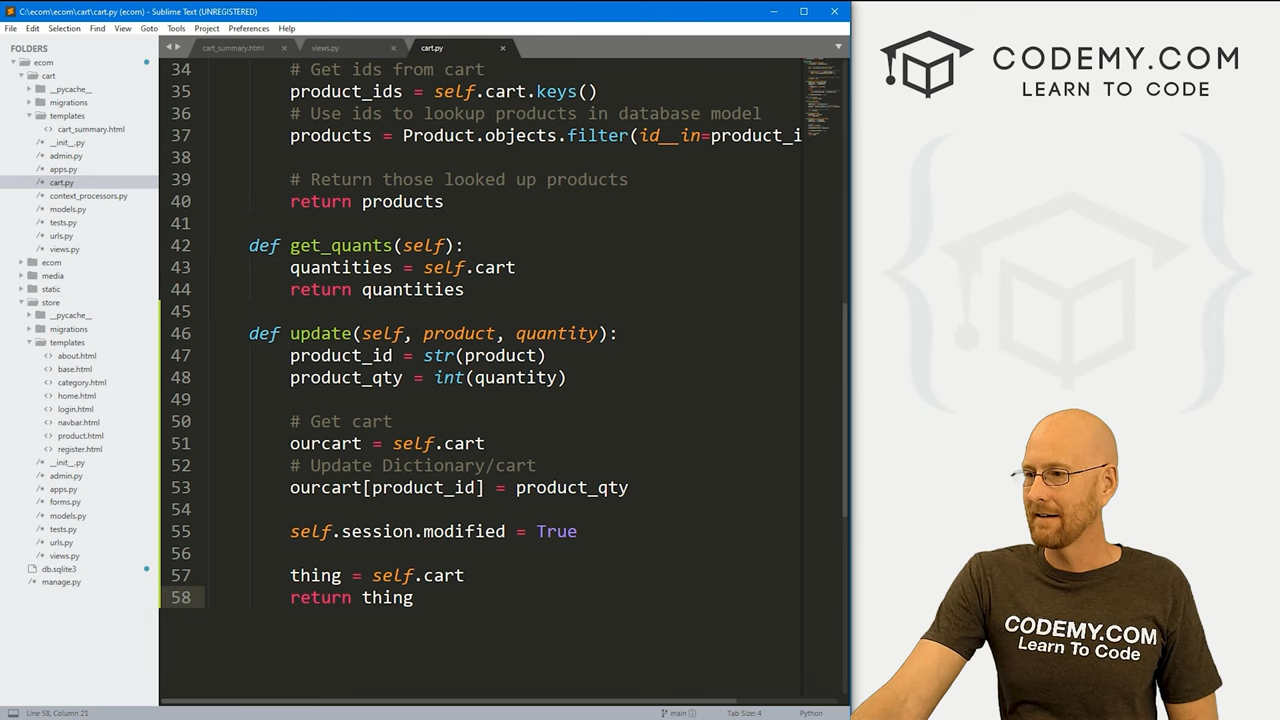 C:\ecom\ecom\cart\cart.py (ecom) - Sublime Text (UNREGISTERED)
File Edit Selection Find View Goto Tools Project Preferences Help
FOLDERS
ecom
cart
__pycache__
migrations
templates
cart_summary.html
__init__.py
admin.py
apps.py
cart.py
context_processors.py
models.py
tests.py
urls.py
views.py
ecom
media
static
store
__pycache__
migrations
templates
about.html
base.html
category.html
home.html
login.html
navbar.html
product.html
register.html
__init__.py
admin.py
apps.py
forms.py
models.py
tests.py
urls.py
views.py
db.sqlite3
manage.py
cart_summary.html views.py cart.py
34 # Get ids from cart
35 product_ids = self.cart.keys()
36 # Use ids to lookup products in database model
37 products = Product.objects.filter(id__in=product_i
38
39 # Return those looked up products
40 return products
41
42 def get_quants(self):
43 quantities = self.cart
44 return quantities
45
46 def update(self, product, quantity):
47 product_id = str(product)
48 product_qty = int(quantity)
49
50 # Get cart
51 ourcart = self.cart
52 # Update Dictionary/cart
53 ourcart[product_id] = product_qty
54
55 self.session.modified = True
56
57 thing = self.cart
58 return thing
Line 58, Column 21 main 1 Tab Size: 4 Python
CODEMY.COM
LEARN TO CODE
CODEMY.COM
Learn To Code